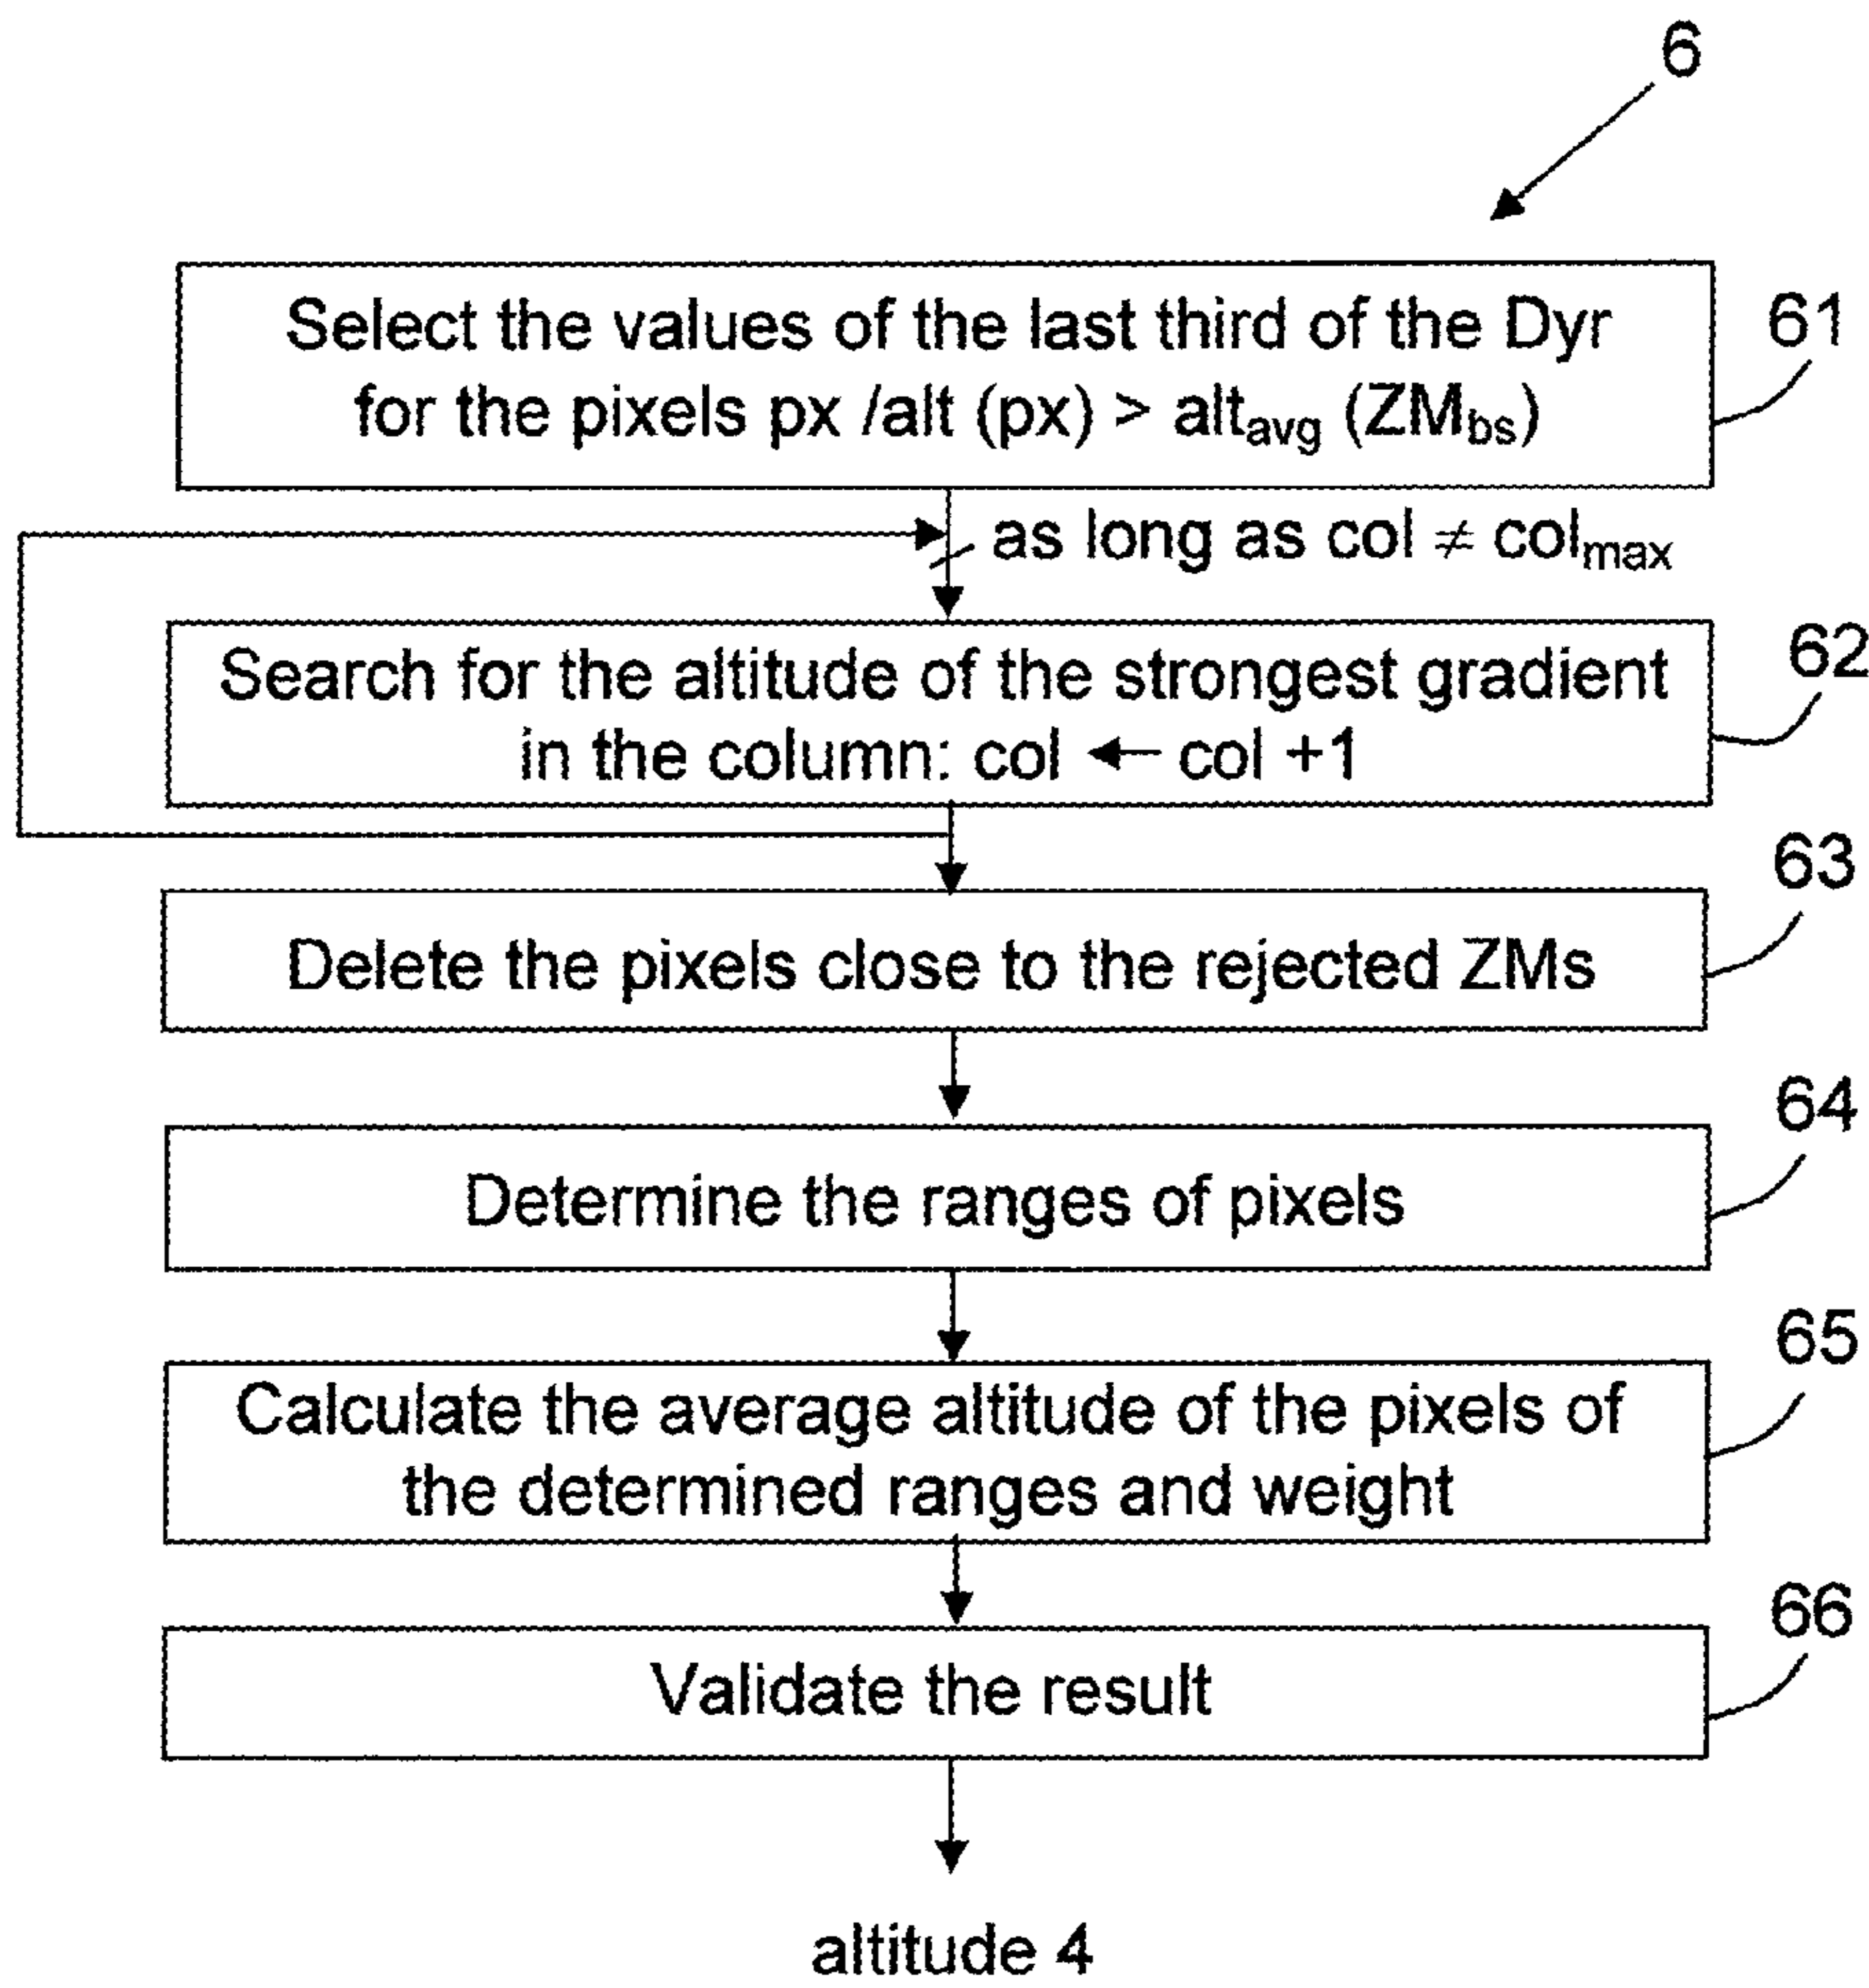 6
Select the values of the last third of the Dyr
for the pixels px /alt (px) > alt_avg (ZM_bs)
61
as long as col ≠ col_max
Search for the altitude of the strongest gradient
in the column: col ← col +1
62
Delete the pixels close to the rejected ZMs
63
Determine the ranges of pixels
64
Calculate the average altitude of the pixels of
the determined ranges and weight
65
Validate the result
66
altitude 4